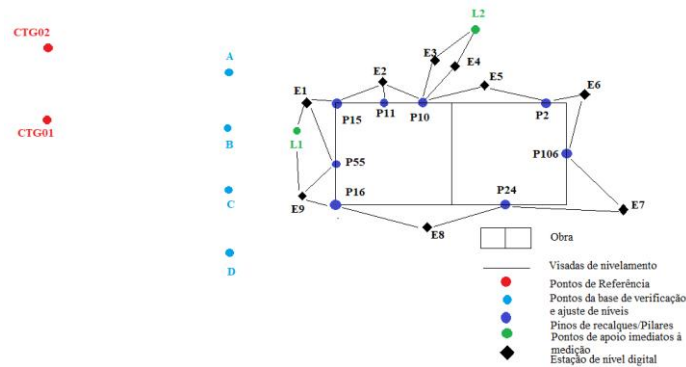 L2
CTG02
E3
A
E4
E2
E5
E6
E1
P15
P11
P10
P2
CTG01
L1
B
P106
P55
P16
P24
C
E9
E7
E8
Obra
D
Visadas de nivelamento
Pontos de Referência
Pontos da base de verificação
e ajuste de níveis
Pinos de recalques/Pilares
Pontos de apoio imediatos à
medição
Estação de nível digital